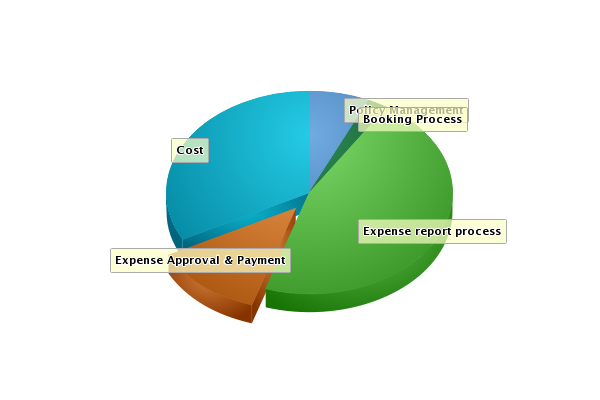 Policy Management
Booking Process
Cost
Expense report process
Expense Approval & Payment